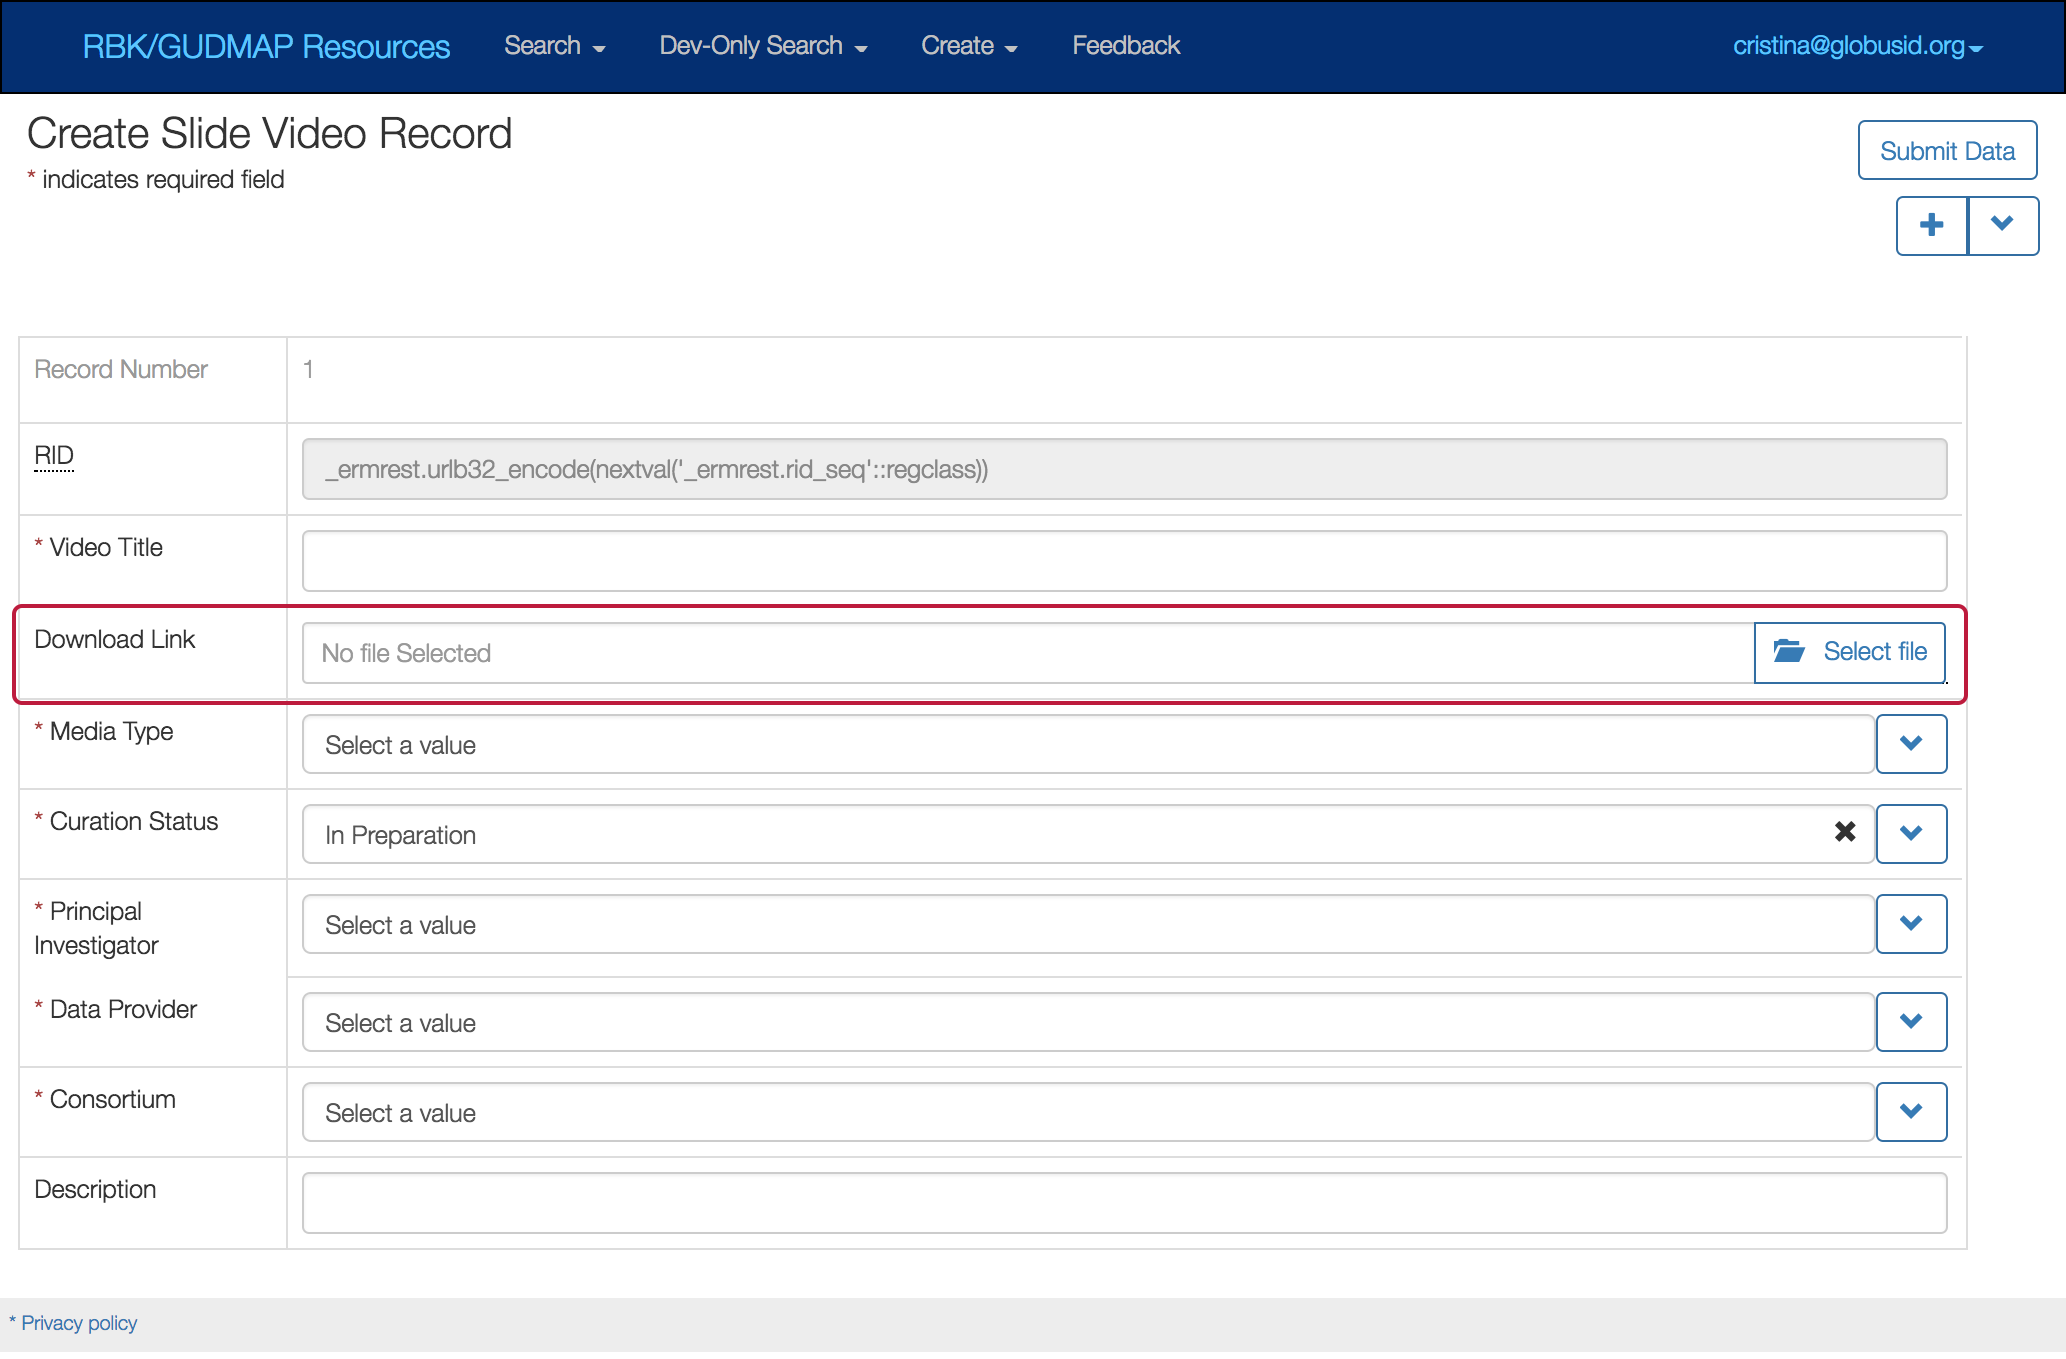 RBK/GUDMAP Resources Search Dev-Only Search Create Feedback cristina@globusid.org
Create Slide Video Record
* indicates required field
Submit Data
Record Number 1
RID _ermrest.urlb32_encode(nextval('_ermrest.rid_seq'::regclass))
* Video Title
Download Link No file Selected Select file
* Media Type Select a value
* Curation Status In Preparation
* Principal
Investigator Select a value
* Data Provider Select a value
* Consortium Select a value
Description
* Privacy policy